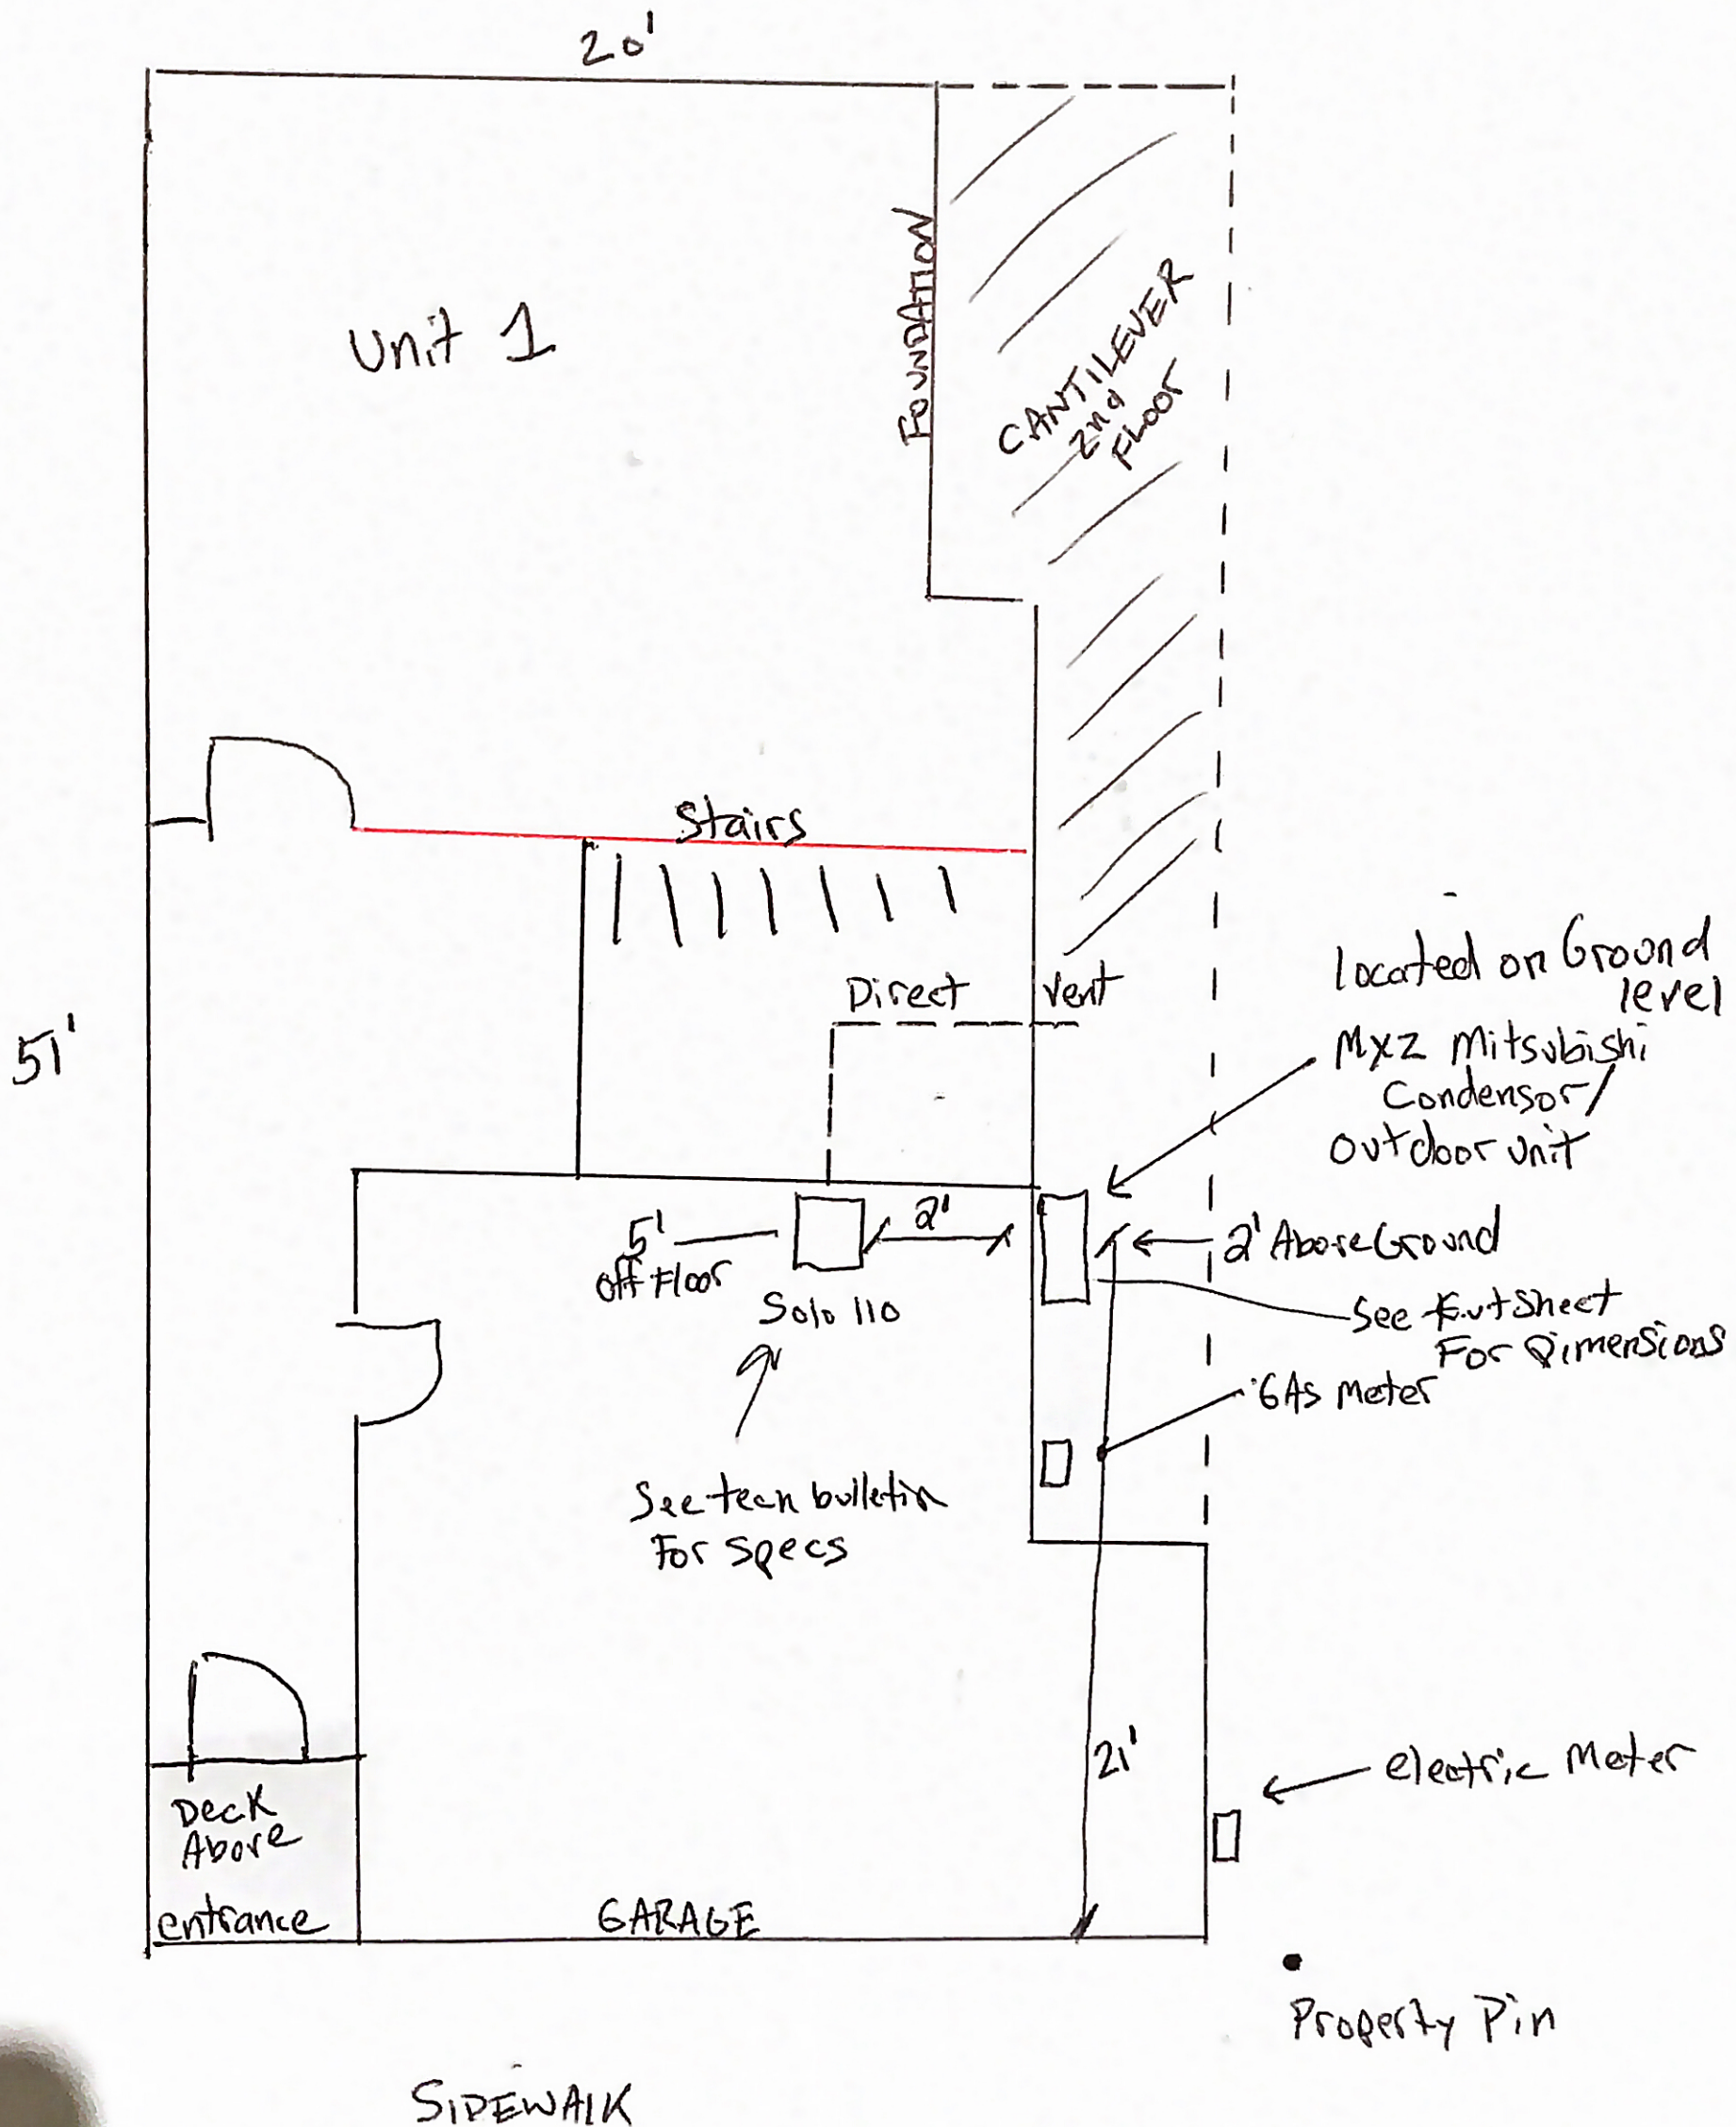 20'
Unit 1
FOUNDATION
CANTILEVER
2nd
FLOOR
Stairs
Direct Vent
located on Ground
level
MXZ Mitsubishi
Condensor/
Outdoor unit
51'
5'
off Floor
2'
2' Above Ground
Solo 110
See CutSheet
For Dimensions
GAs Meter
See tech bulletin
For Specs
21'
electric Meter
Deck
Above
entrance
GARAGE
Property Pin
SIDEWALK